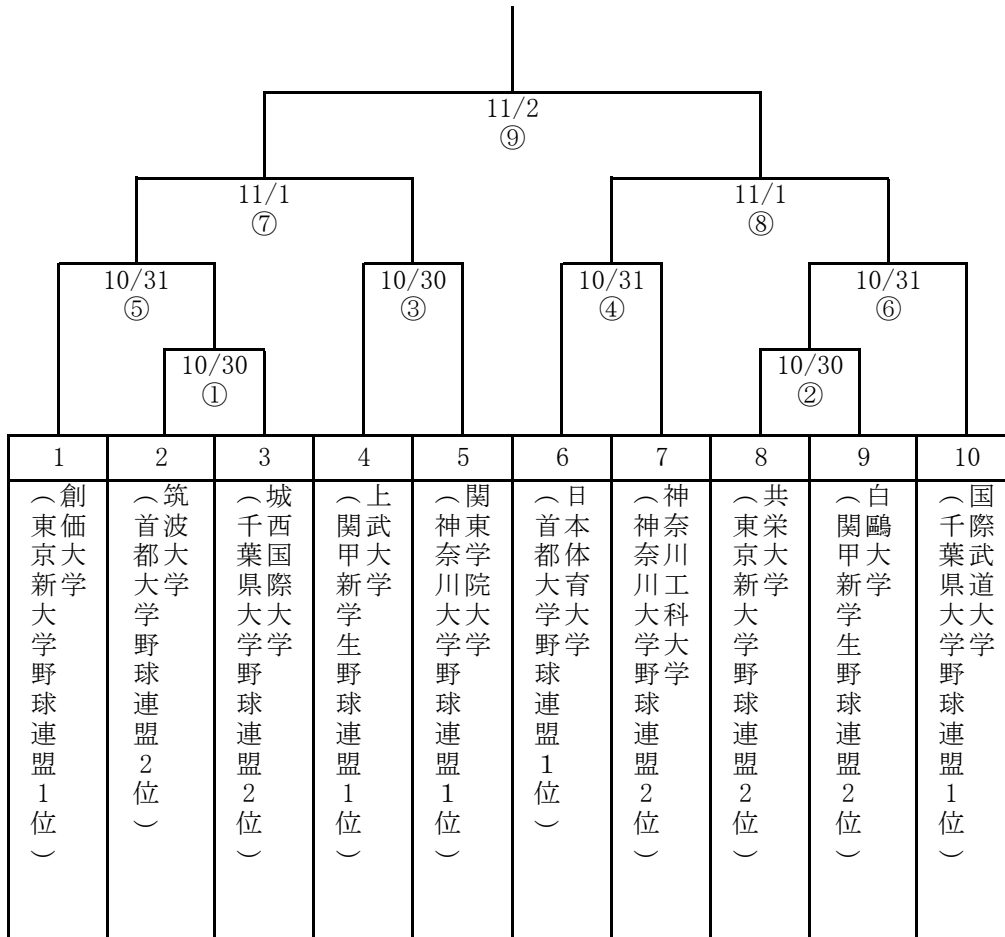 11/2
⑨
11/1
⑦
11/1
⑧
10/31
⑤
10/30
③
10/31
④
10/31
⑥
10/30
①
10/30
②
1
2
3
4
5
6
7
8
9
10
創価大学
（東京新大学野球連盟1位）
筑波大学
（首都大学野球連盟2位）
城西国際大学
（千葉県大学野球連盟2位）
上武大学
（関甲新学生野球連盟1位）
関東学院大学
（神奈川大学野球連盟1位）
日本体育大学
（首都大学野球連盟1位）
神奈川工科大学
（神奈川大学野球連盟2位）
共栄大学
（東京新大学野球連盟2位）
白鷗大学
（関甲新学生野球連盟2位）
国際武道大学
（千葉県大学野球連盟1位）